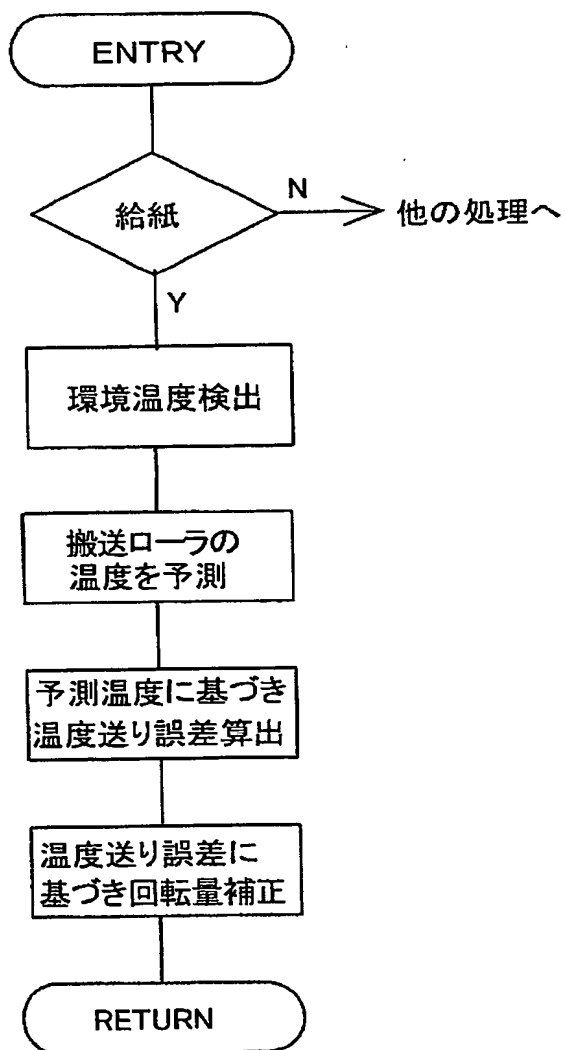 ENTRY
給紙
N
他の処理へ
Y
環境温度検出
搬送ローラの
温度を予測
予測温度に基づき
温度送り誤差算出
温度送り誤差に
基づき回転量補正
RETURN